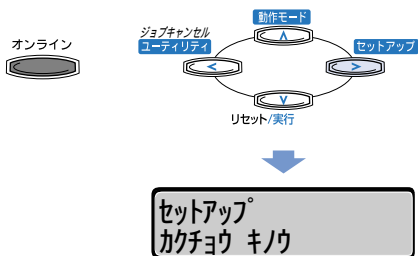 動作モード
ジョブキャンセル
オンライン
ユーティリティ
セットアップ
<
∧
>
∨
リセット/実行
セットアップ
カクチョウ キノウ